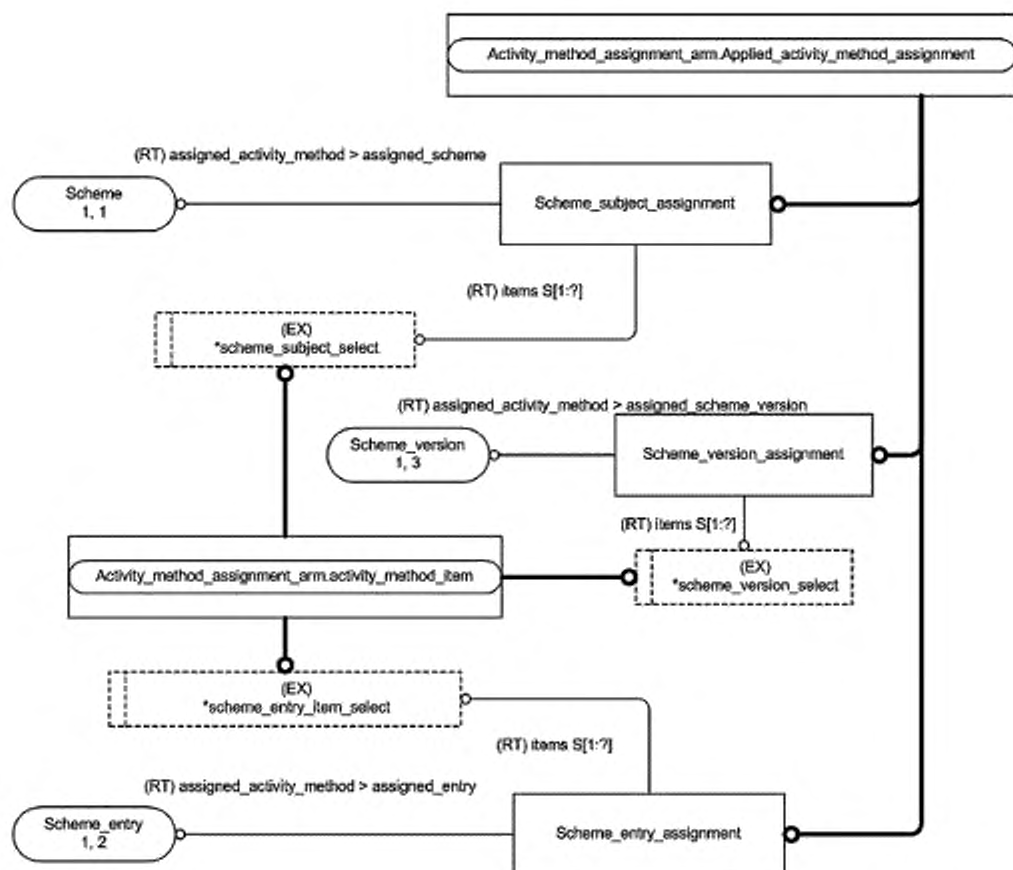 Activity_method_assignment_arm.Applied_activity_method_assignment
(RT) assigned_activity_method > assigned_scheme
Scheme
1, 1
Scheme_subject_assignment
(RT) items S[1:?]
(EX)
*scheme_subject_select
(RT) assigned_activity_method > assigned_scheme_version
Scheme_version
1, 3
Scheme_version_assignment
(RT) items S[1:?]
(EX)
*scheme_version_select
Activity_method_assignment_arm.activity_method_item
(EX)
*scheme_entry_item_select
(RT) items S[1:?]
(RT) assigned_activity_method > assigned_entry
Scheme_entry
1, 2
Scheme_entry_assignment